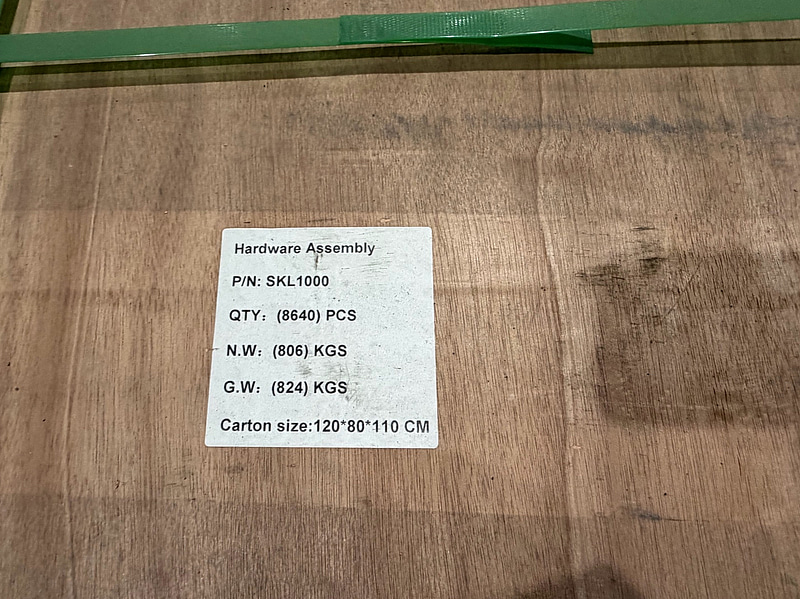 Hardware Assembly
P/N: SKL1000
QTY： (8640) PCS
N.W： (806) KGS
G.W： (824) KGS
Carton size:120*80*110 CM